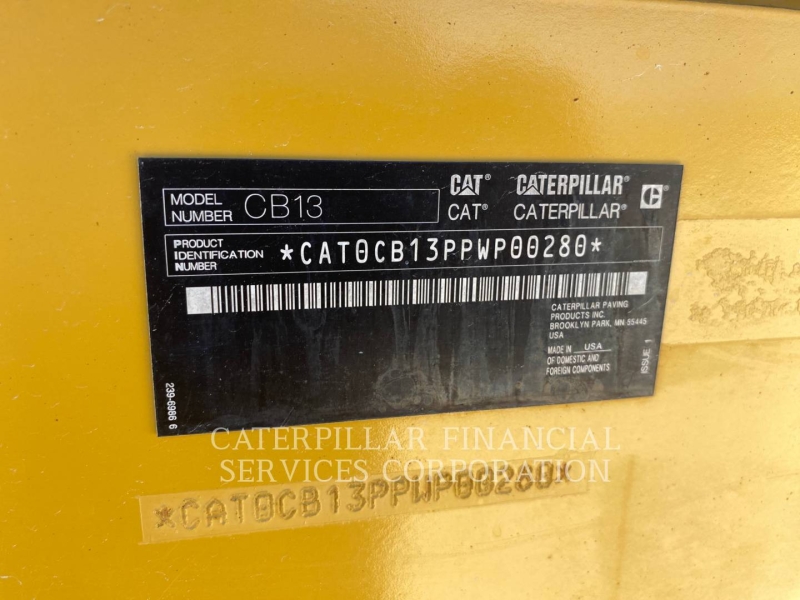 MODEL NUMBER CB13
CAT® CATERPILLAR®
CAT® CATERPILLAR®
PRODUCT IDENTIFICATION NUMBER *CAT0CB13PPWP00280*
CATERPILLAR PAVING
PRODUCTS INC.
BROOKLYN PARK, MN 55445
USA
MADE IN USA
OF DOMESTIC AND
FOREIGN COMPONENTS
ISSUE 1
239-6986 6
CATERPILLAR FINANCIAL
SERVICES CORPORATION
*CAT0CB13PPWP00280*